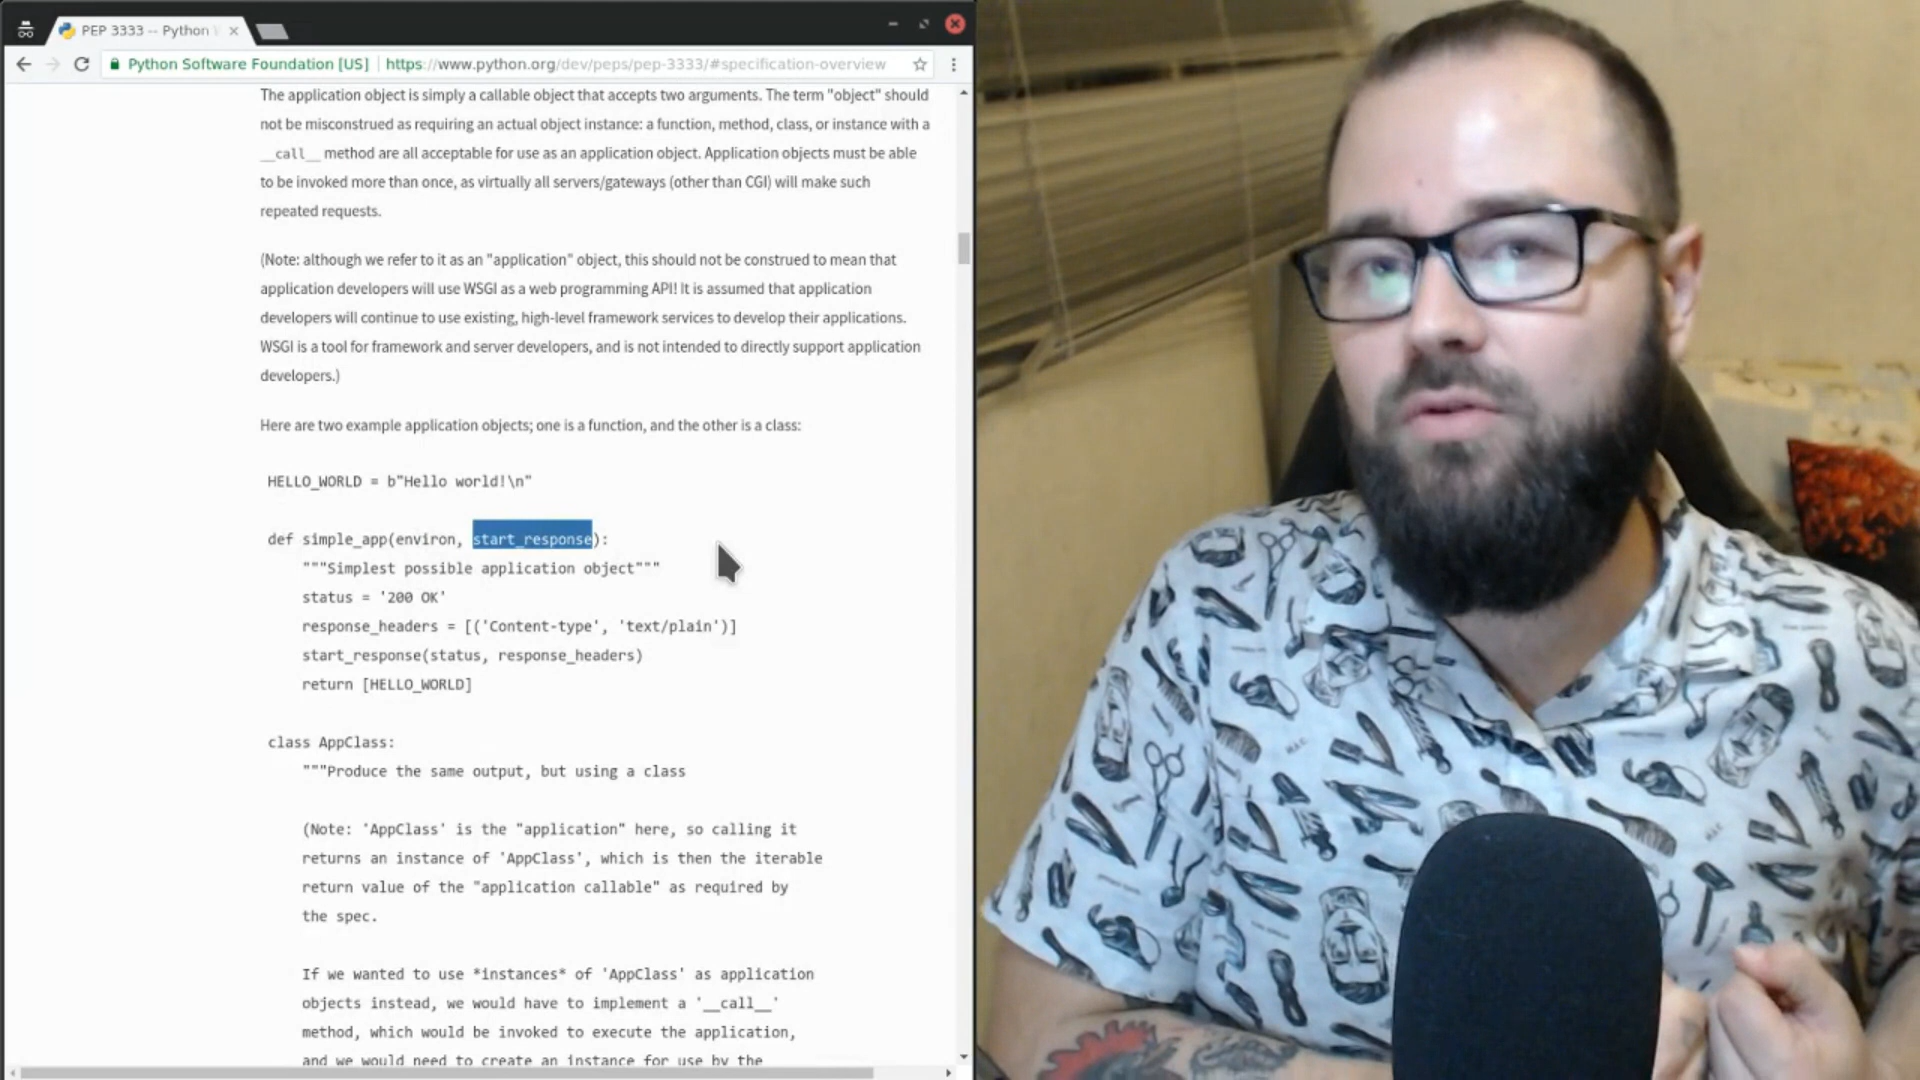 PEP 3333 -- Python
Python Software Foundation [US] | https://www.python.org/dev/peps/pep-3333/#specification-overview
The application object is simply a callable object that accepts two arguments. The term "object" should
not be misconstrued as requiring an actual object instance: a function, method, class, or instance with a
__call__ method are all acceptable for use as an application object. Application objects must be able
to be invoked more than once, as virtually all servers/gateways (other than CGI) will make such
repeated requests.
(Note: although we refer to it as an "application" object, this should not be construed to mean that
application developers will use WSGI as a web programming API! It is assumed that application
developers will continue to use existing, high-level framework services to develop their applications.
WSGI is a tool for framework and server developers, and is not intended to directly support application
developers.)
Here are two example application objects; one is a function, and the other is a class:
HELLO_WORLD = b"Hello world!\n"
def simple_app(environ, start_response):
"""Simplest possible application object"""
status = '200 OK'
response_headers = [('Content-type', 'text/plain')]
start_response(status, response_headers)
return [HELLO_WORLD]
class AppClass:
"""Produce the same output, but using a class
(Note: 'AppClass' is the "application" here, so calling it
returns an instance of 'AppClass', which is then the iterable
return value of the "application callable" as required by
the spec.
If we wanted to use *instances* of 'AppClass' as application
objects instead, we would have to implement a '__call__'
method, which would be invoked to execute the application,
and we would need to create an instance for use by the